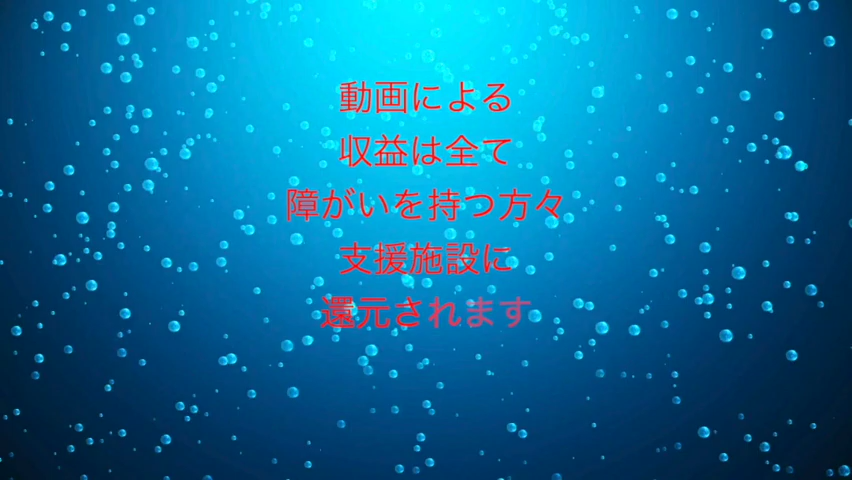 動画による
収益は全て
障がいを持つ方々
支援施設に
還元されます